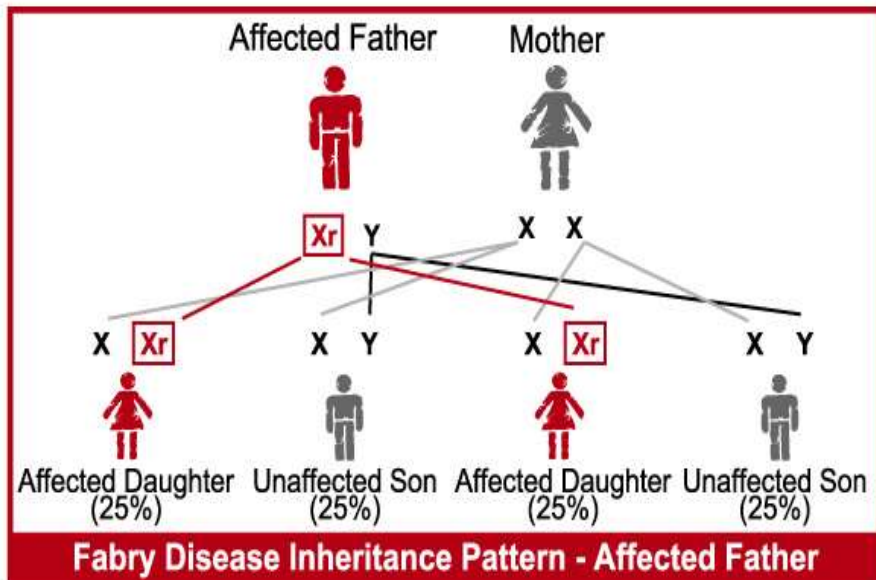 Affected Father Mother
Xr Y X X
X Xr X Y X Xr X Y
Affected Daughter Unaffected Son Affected Daughter Unaffected Son
(25%) (25%) (25%) (25%)
Fabry Disease Inheritance Pattern - Affected Father